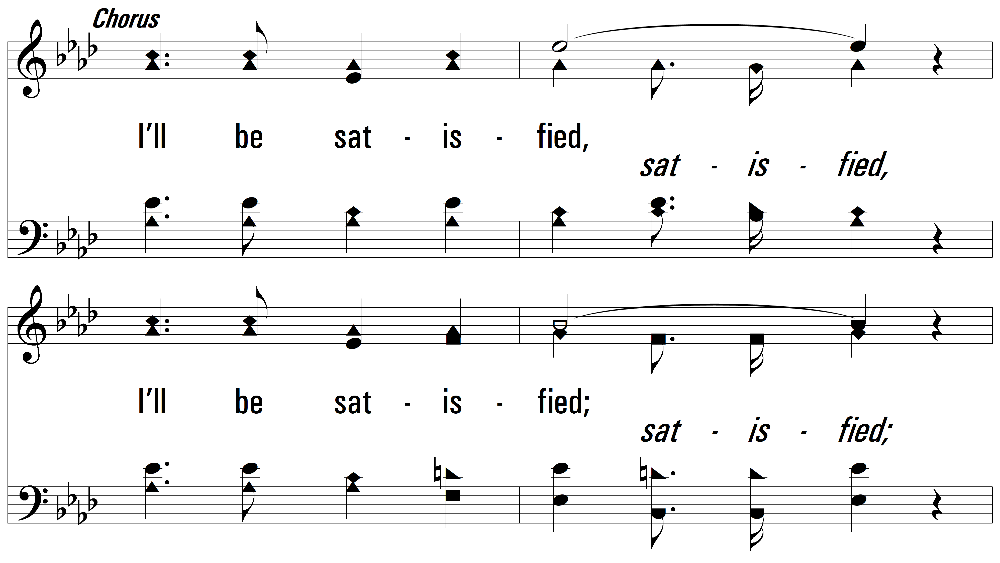 Chorus
I’ll be sat - is - fied,
sat - is - fied,
I’ll be sat - is - fied;
sat - is - fied;